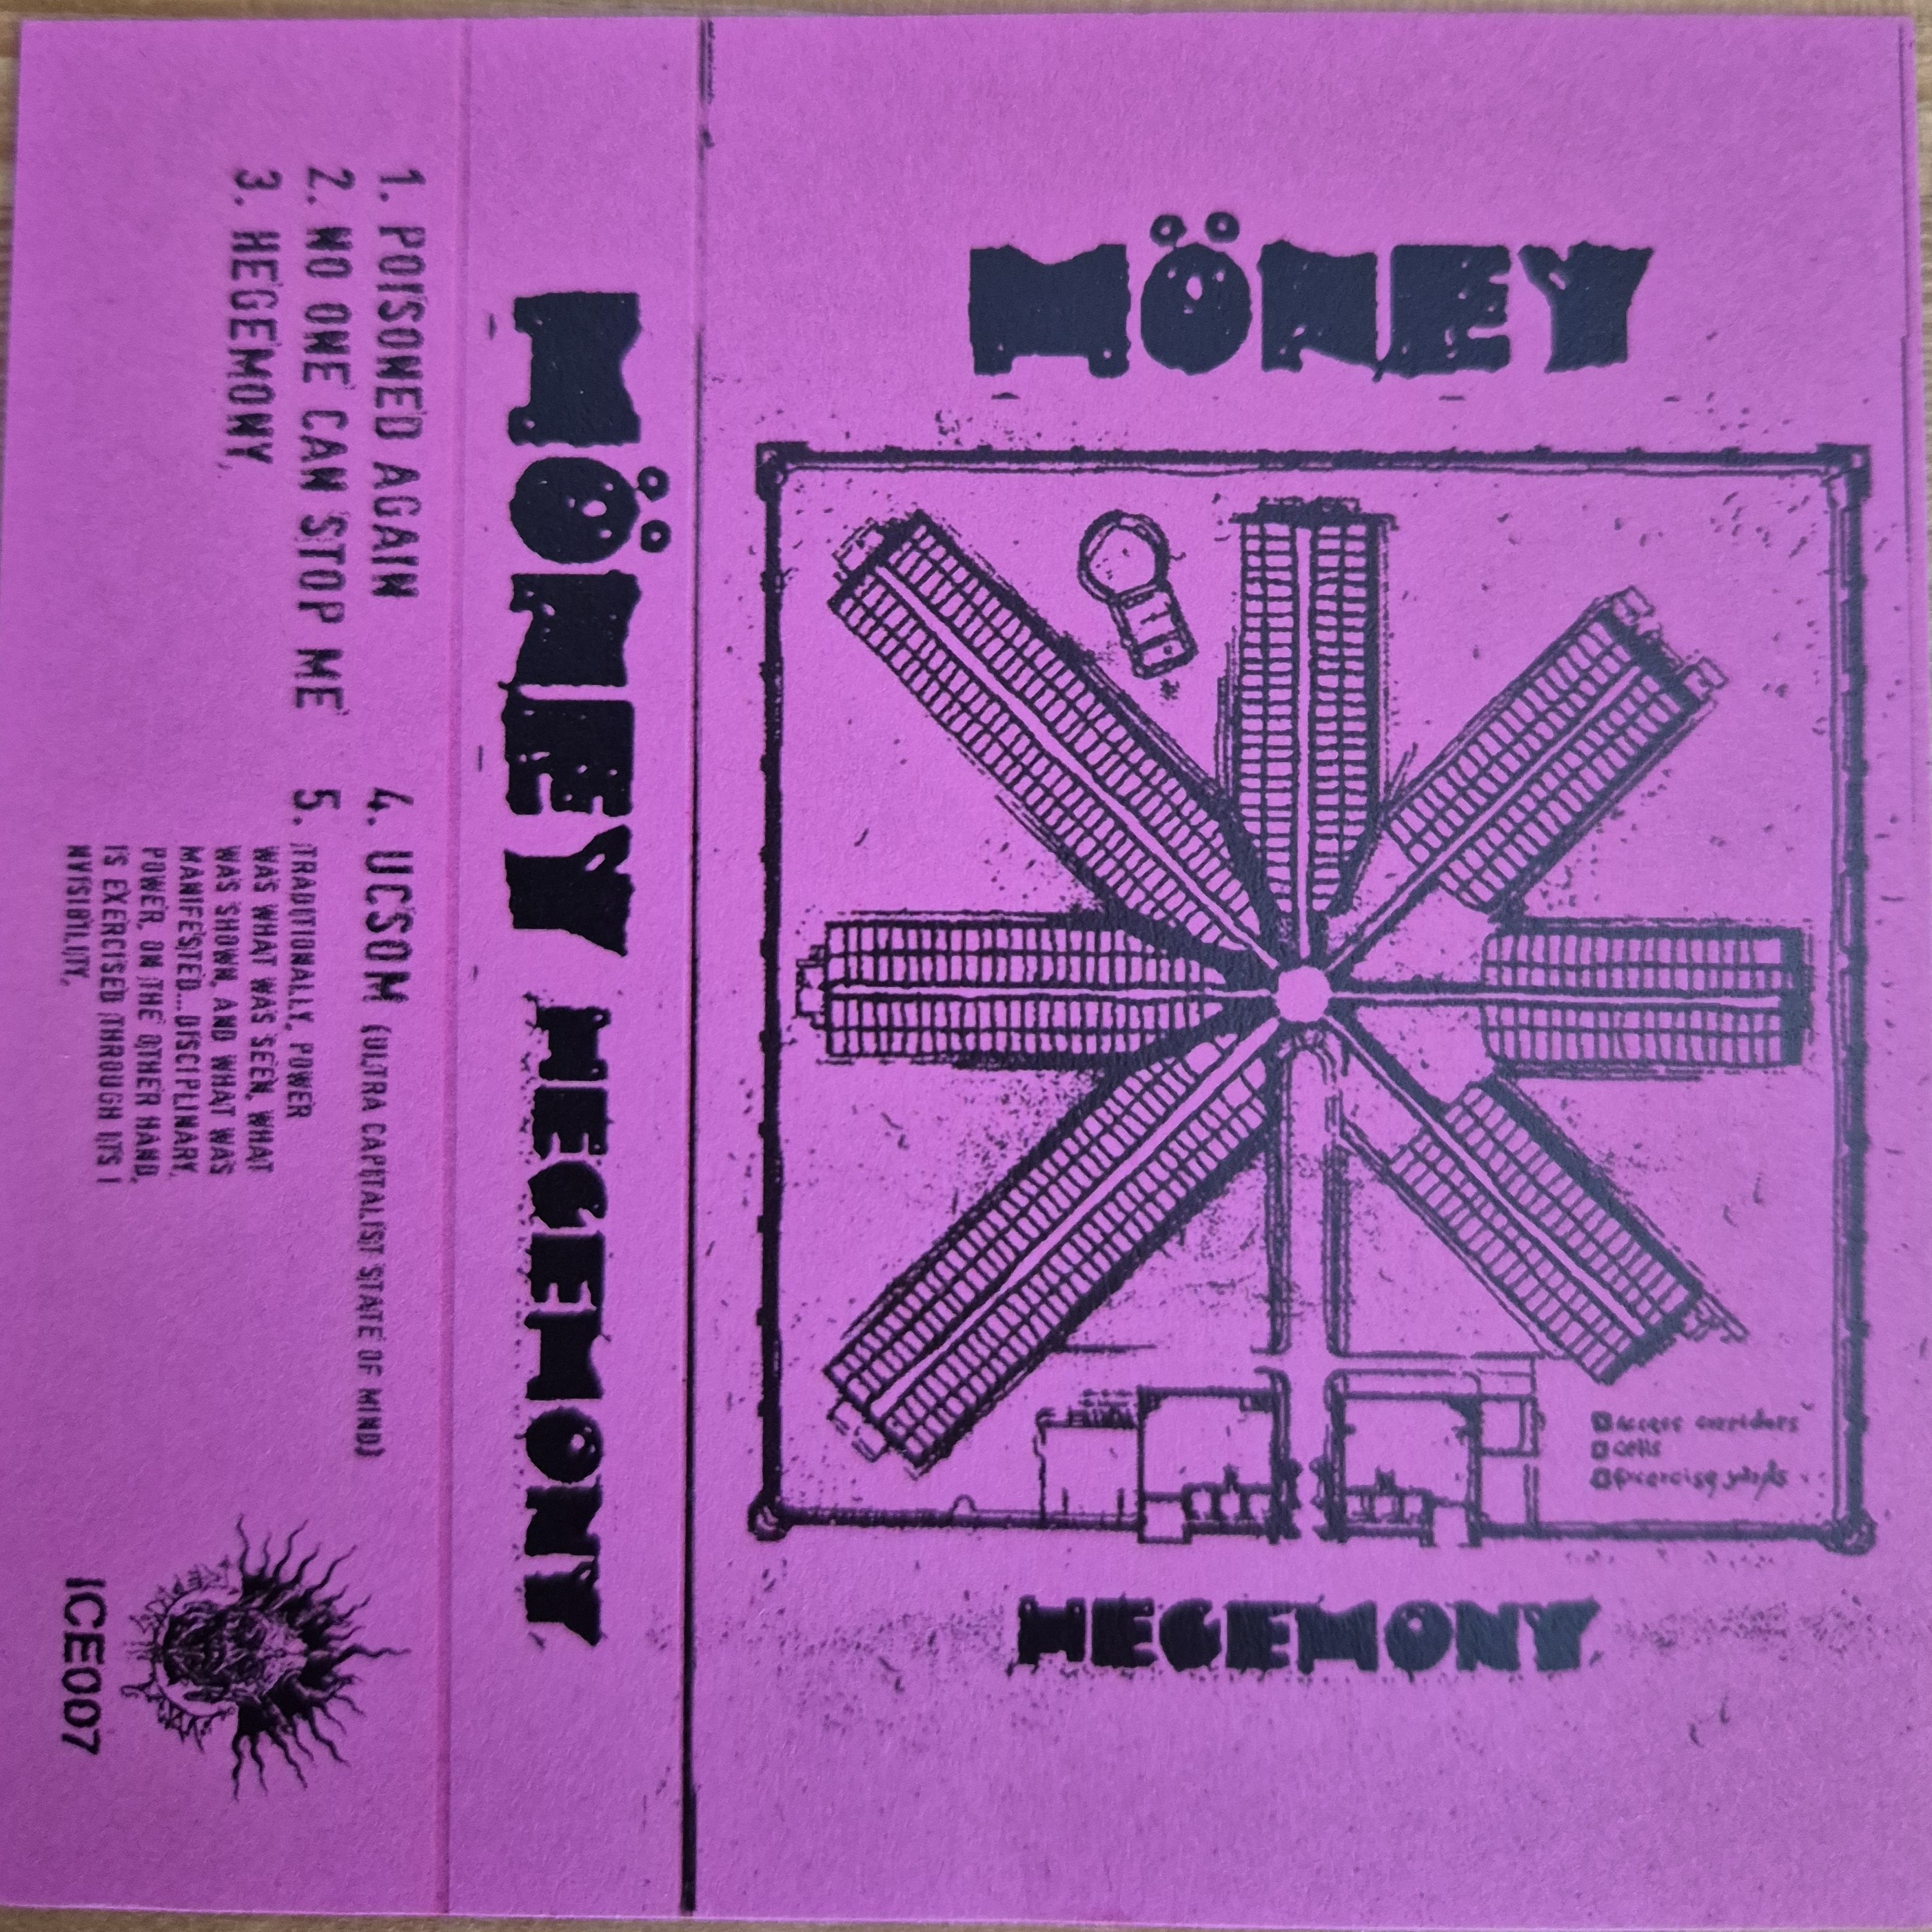 MÖNEY
access corridors
cells
Exercise yards
HEGEMONY
MÖNEY HEGEMONY
1. POISONED AGAIN
2. NO ONE CAN STOP ME
3. HEGEMONY
4. UCSOM (ULTRA CAPITALIST STATE OF MIND)
5. TRADITIONALLY, POWER
WAS WHAT WAS SEEN, WHAT
WAS SHOWN, AND WHAT WAS
MANIFESTED...DISCIPLINARY
POWER, ON THE OTHER HAND,
IS EXERCISED THROUGH ITS I
NVISIBILITY,
ICE007